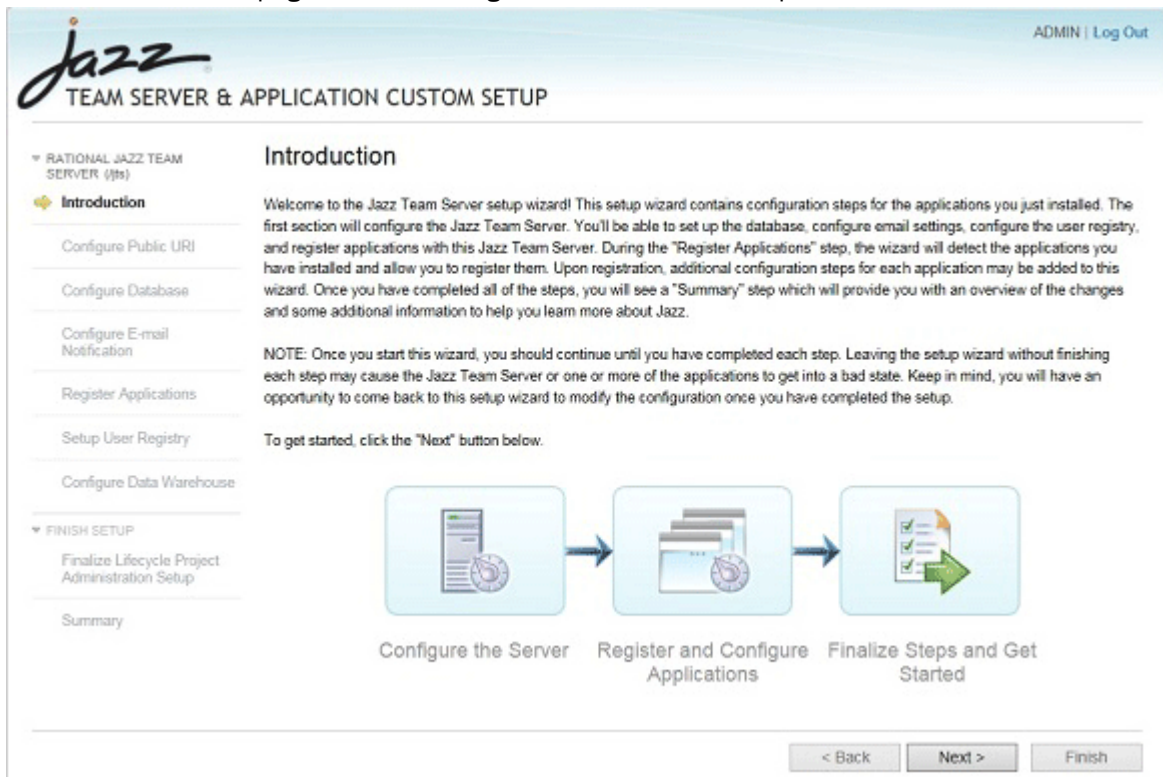 ADMIN | Log Out
jazz
TEAM SERVER & APPLICATION CUSTOM SETUP
RATIONAL JAZZ TEAM
SERVER (/jts)
Introduction
Configure Public URI
Configure Database
Configure E-mail
Notification
Register Applications
Setup User Registry
Configure Data Warehouse
FINISH SETUP
Finalize Lifecycle Project
Administration Setup
Summary
Introduction
Welcome to the Jazz Team Server setup wizard! This setup wizard contains configuration steps for the applications you just installed. The
first section will configure the Jazz Team Server. You'll be able to set up the database, configure email settings, configure the user registry,
and register applications with this Jazz Team Server. During the "Register Applications" step, the wizard will detect the applications you
have installed and allow you to register them. Upon registration, additional configuration steps for each application may be added to this
wizard. Once you have completed all of the steps, you will see a "Summary" step which will provide you with an overview of the changes
and some additional information to help you learn more about Jazz.
NOTE: Once you start this wizard, you should continue until you have completed each step. Leaving the setup wizard without finishing
each step may cause the Jazz Team Server or one or more of the applications to get into a bad state. Keep in mind, you will have an
opportunity to come back to this setup wizard to modify the configuration once you have completed the setup.
To get started, click the "Next" button below.
Configure the Server
Register and Configure
Applications
Finalize Steps and Get
Started
< Back
Next >
Finish